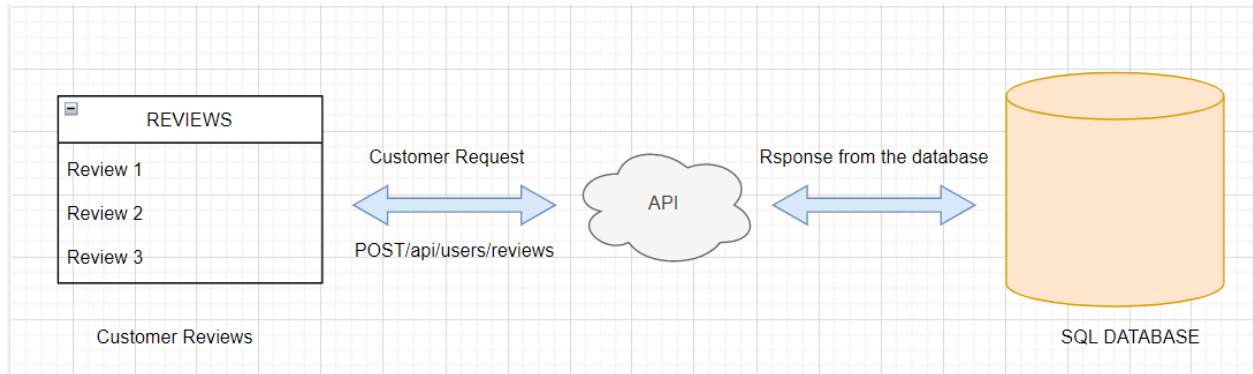 REVIEWS
Review 1
Review 2
Review 3
Customer Reviews
Customer Request
POST/api/users/reviews
API
Rsponse from the database
SQL DATABASE